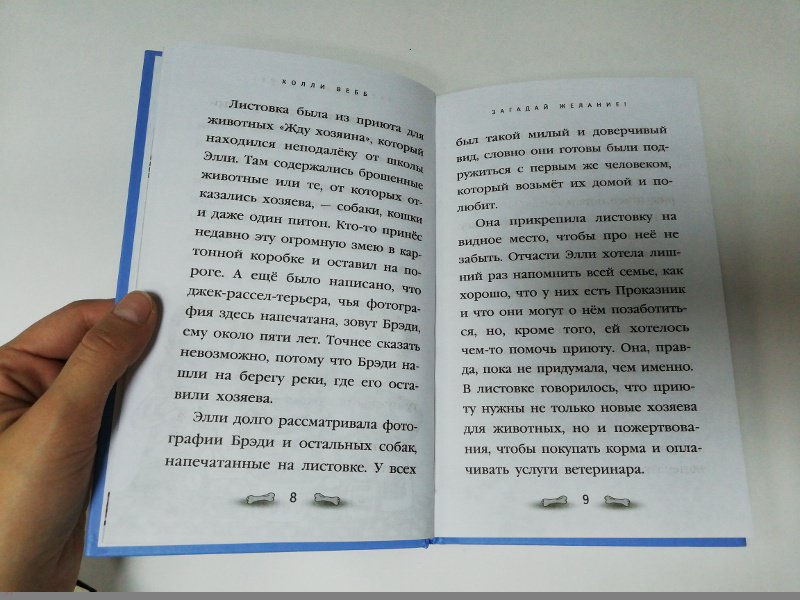 ХОЛЛИ ВЕББ
Листовка была из приюта для
животных «Жду хозяина», который
находился неподалёку от школы
Элли. Там содержались брошенные
животные или те, от которых от-
казались хозяева, — собаки, кошки
и даже один питон. Кто-то принёс
недавно эту огромную змею в кар-
тонной коробке и оставил на по-
роге. А ещё было написано, что
джек-рассел-терьера, чья фотогра-
фия здесь напечатана, зовут Брэди,
ему около пяти лет. Точнее сказать
невозможно, потому что Брэди на-
шли на берегу реки, где его оста-
вили хозяева.
Элли долго рассматривала фото-
графии Брэди и остальных собак,
напечатанные на листовке. У всех
8
ЗАГАДАЙ ЖЕЛАНИЕ!
был такой милый и доверчивый
вид, словно они готовы были под-
ружиться с первым же человеком,
который возьмёт их домой и по-
любит.
Она прикрепила листовку на
видное место, чтобы про неё не
забыть. Отчасти Элли хотела лиш-
ний раз напомнить всей семье, как
хорошо, что у них есть Проказник
и что они могут о нём позаботить-
ся, но, кроме того, ей хотелось
чем-то помочь приюту. Она, прав-
да, пока не придумала, чем именно.
В листовке говорилось, что прию-
ту нужны не только новые хозяева
для животных, но и пожертвова-
ния, чтобы покупать корма и опла-
чивать услуги ветеринара.
9